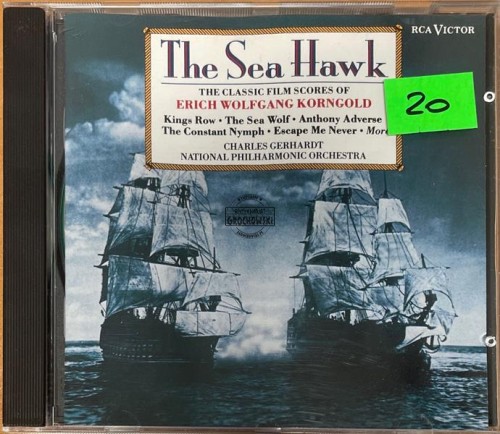 RCA VICTOR
The Sea Hawk
THE CLASSIC FILM SCORES OF
ERICH WOLFGANG KORNGOLD
Kings Row • The Sea Wolf • Anthony Adverse
The Constant Nymph • Escape Me Never • More
CHARLES GERHARDT
NATIONAL PHILHARMONIC ORCHESTRA
20
GROCHOWSKI